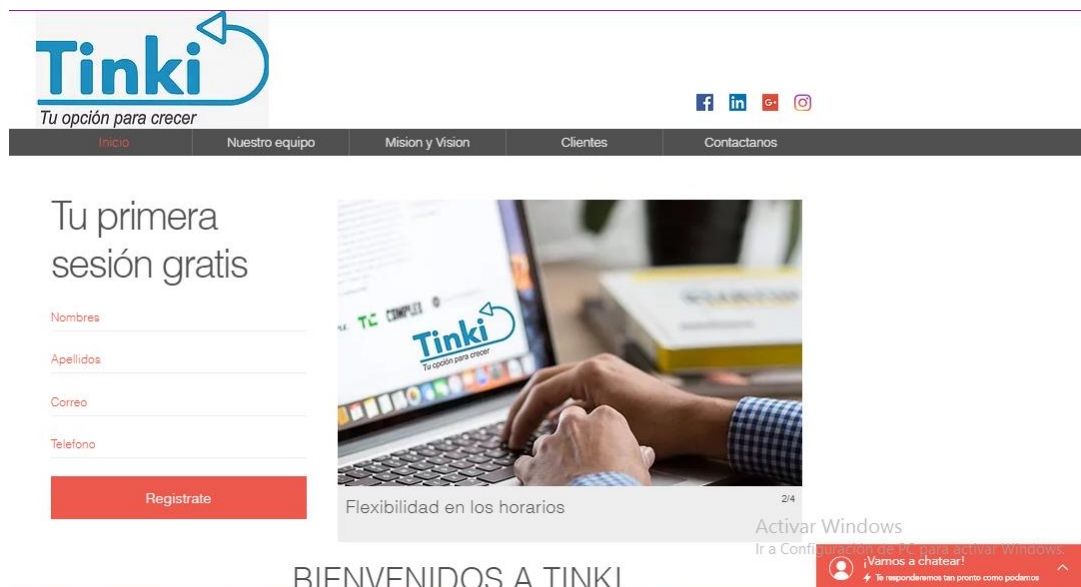 Tinki
Tu opción para crecer
Inicio
Nuestro equipo
Mision y Vision
Clientes
Contactanos
Tu primera
sesión gratis
Nombres
Apellidos
Correo
Telefono
Registrate
TC COMPLEX
Tinki
Tu opción para crecer
Flexibilidad en los horarios
2/4
Activar Windows
Ir a Configuración de PC para activar Windows.
¡Vamos a chatear!
Te responderemos tan pronto como podamos
BIENVENIDOS A TINKI